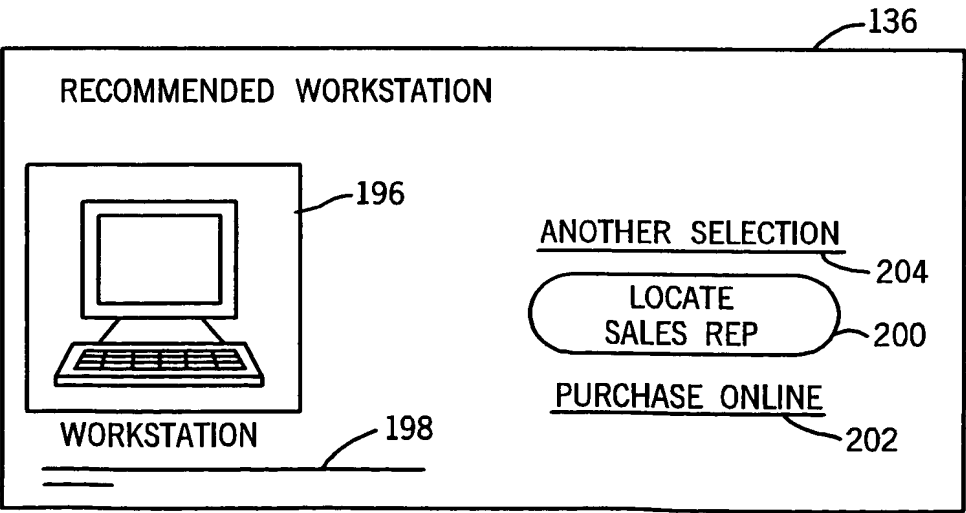 136
RECOMMENDED WORKSTATION
196
ANOTHER SELECTION
204
LOCATE
SALES REP
200
PURCHASE ONLINE
202
WORKSTATION
198